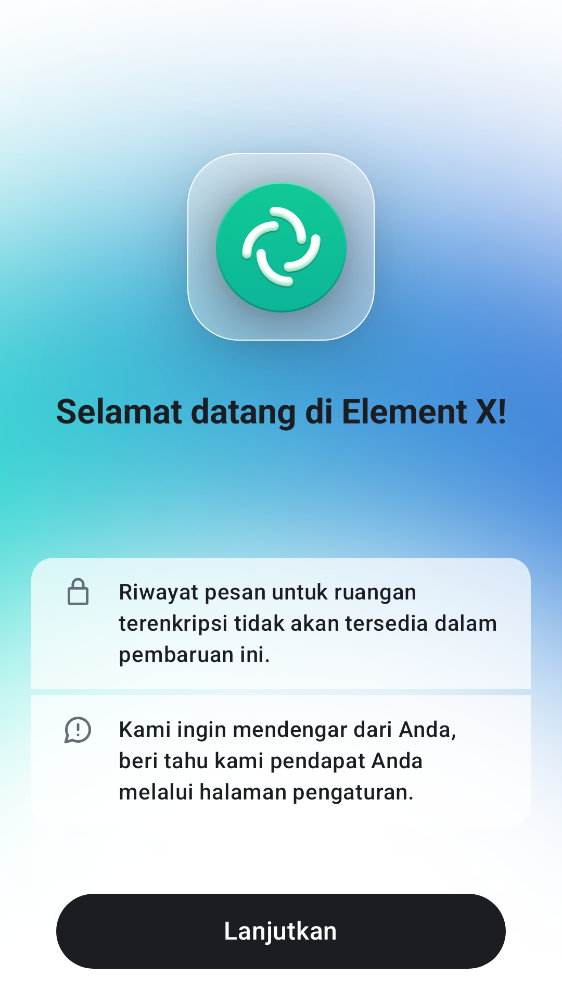 Selamat datang di Element X!
Riwayat pesan untuk ruangan
terenkripsi tidak akan tersedia dalam
pembaruan ini.
Kami ingin mendengar dari Anda,
beri tahu kami pendapat Anda
melalui halaman pengaturan.
Lanjutkan